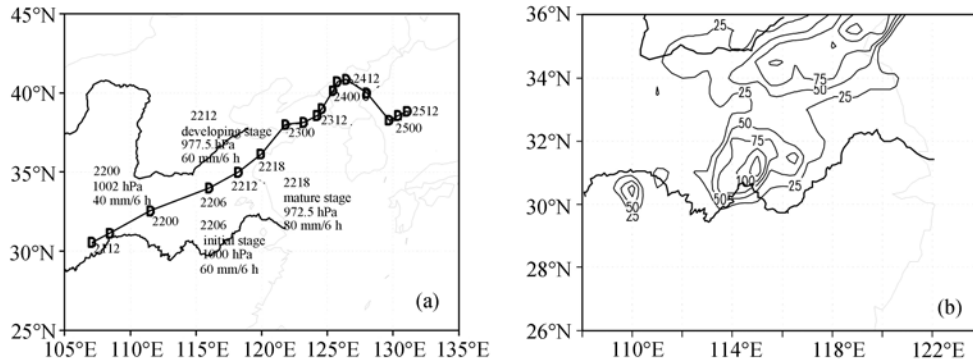 45°N
40°N
35°N
30°N
25°N
105°E 110°E 115°E 120°E 125°E 130°E 135°E
(a)
2212
developing stage
977.5 hPa
60 mm/6 h
2200
1002 hPa
40 mm/6 h
2218
mature stage
972.5 hPa
80 mm/6 h
2206
initial stage
1000 hPa
60 mm/6 h
2112
2200
2206
2212
2218
2300
2312
2400
2412
2500
2512
D D D D D D D D D D D D D D D D D
36°N
34°N
32°N
30°N
28°N
26°N
110°E 114°E 118°E 122°E
(b)
25
75
50
25
25
50
75
100
50
25
50
25